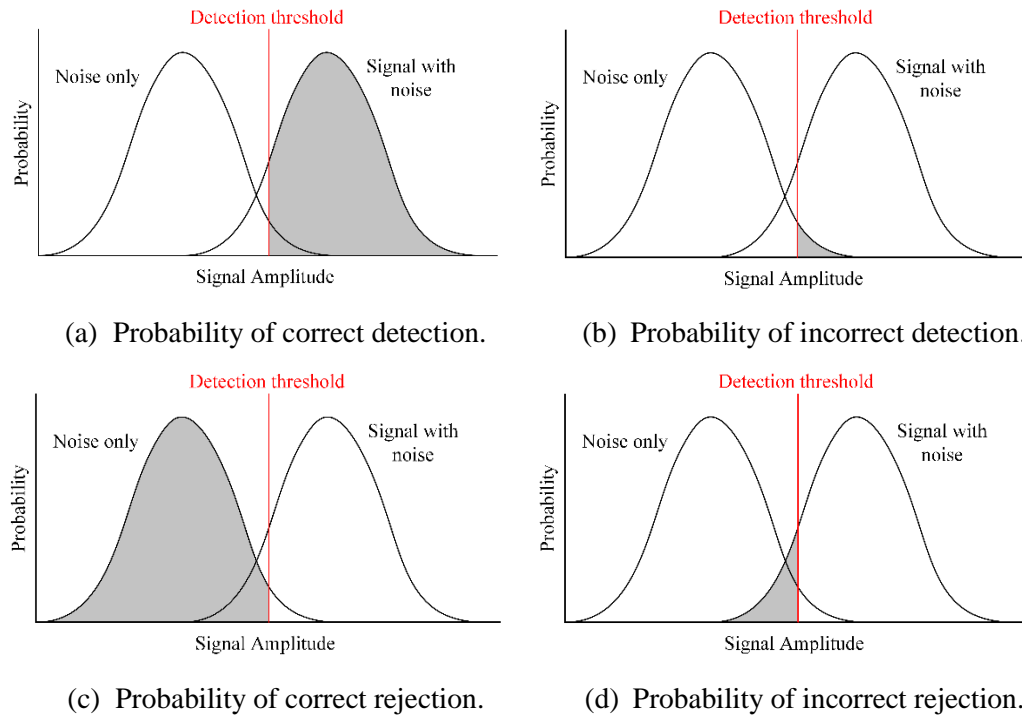 Detection threshold
Noise only
Signal with
noise
Probability
Signal Amplitude
(a) Probability of correct detection.
Detection threshold
Noise only
Signal with
noise
Probability
Signal Amplitude
(b) Probability of incorrect detection.
Detection threshold
Noise only
Signal with
noise
Probability
Signal Amplitude
(c) Probability of correct rejection.
Detection threshold
Noise only
Signal with
noise
Probability
Signal Amplitude
(d) Probability of incorrect rejection.